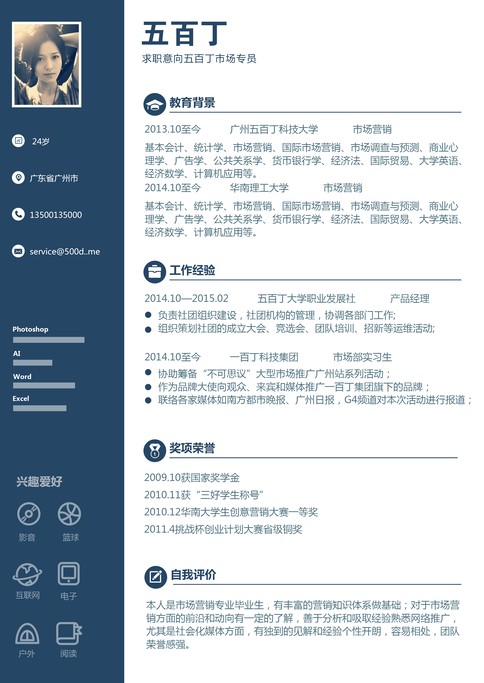 五百丁
求职意向五百丁市场专员
24岁
广东省广州市
13500135000
service@500d..me
Photoshop
AI
Word
Excel
兴趣爱好
影音
篮球
互联网
电子
户外
阅读
教育背景
2013.10至今 广州五百丁科技大学 市场营销
基本会计、统计学、市场营销、国际市场营销、市场调查与预测、商业心
理学、广告学、公共关系学、货币银行学、经济法、国际贸易、大学英语、
经济数学、计算机应用等。
2014.10至今 华南理工大学 市场营销
基本会计、统计学、市场营销、国际市场营销、市场调查与预测、商业心
理学、广告学、公共关系学、货币银行学、经济法、国际贸易、大学英语、
经济数学、计算机应用等。
工作经验
2014.10—2015.02 五百丁大学职业发展社 产品经理
● 负责社团组织建设，社团机构的管理，协调各部门工作;
● 组织策划社团的成立大会、竞选会、团队培训、招新等运维活动;
2014.10至今 一百丁科技集团 市场部实习生
● 协助筹备“不可思议”大型市场推广广州站系列活动；
● 作为品牌大使向观众、来宾和媒体推广一百丁集团旗下的品牌；
● 联络各家媒体如南方都市晚报、广州日报，G4频道对本次活动进行报道；
奖项荣誉
2009.10获国家奖学金
2010.11获“三好学生称号”
2010.12华南大学生创意营销大赛一等奖
2011.4挑战杯创业计划大赛省级铜奖
自我评价
本人是市场营销专业毕业生，有丰富的营销知识体系做基础；对于市场营
销方面的前沿和动向有一定的了解，善于分析和吸取经验熟悉网络推广，
尤其是社会化媒体方面，有独到的见解和经验个性开朗，容易相处，团队
荣誉感强。